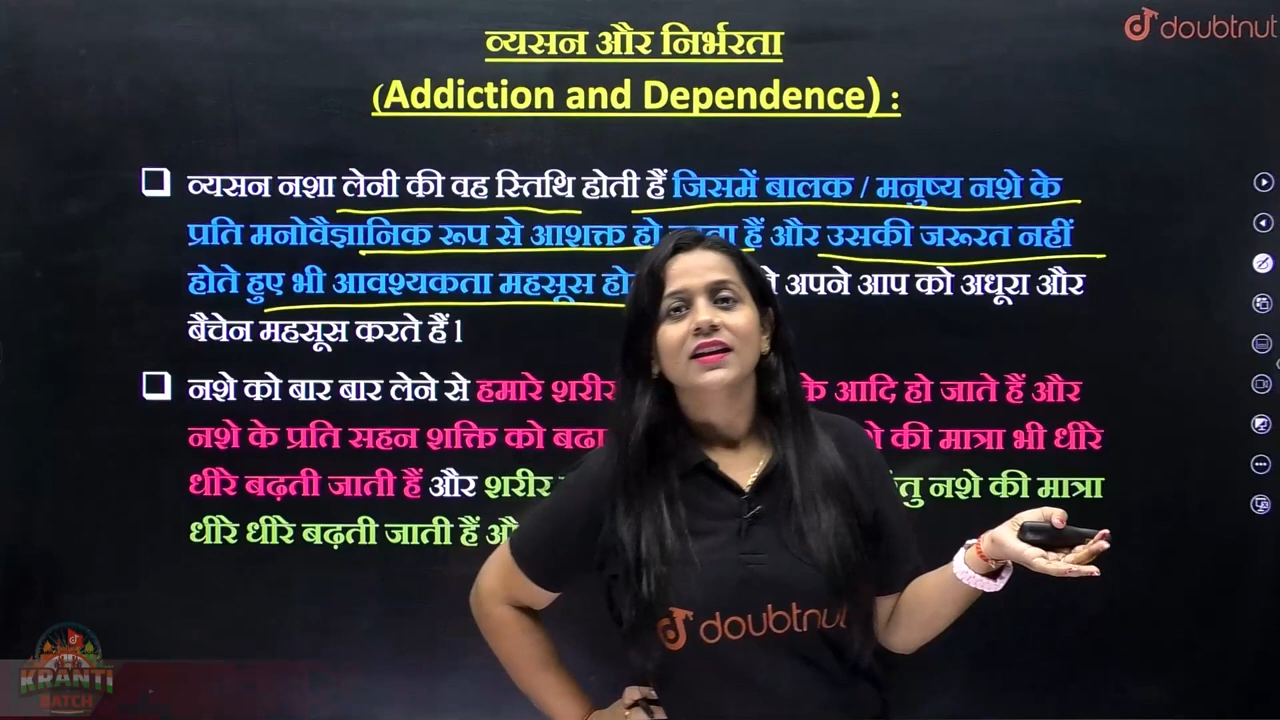 doubtnut
व्यसन और निर्भरता
(Addiction and Dependence) :
व्यसन नशा लेनी की वह स्तिथि होती हैं जिसमें बालक / मनुष्य नशे के
प्रति मनोवैज्ञानिक रूप से आशक्त हो हैं और उसकी जरूरत नहीं
होते हुए भी आवश्यकता महसूस अपने आप को अधूरा और
बैचेन महसूस करते हैं।
नशे को बार बार लेने से हमारे शरीर के आदि हो जाते हैं और
नशे के प्रति सहन शक्ति को की मात्रा भी धीरे
धीरे बढ़ती जाती हैं और शरीर नशे की मात्रा
धीरे धीरे बढ़ती जाती हैं
doubtnut
KRANTI
BATCH